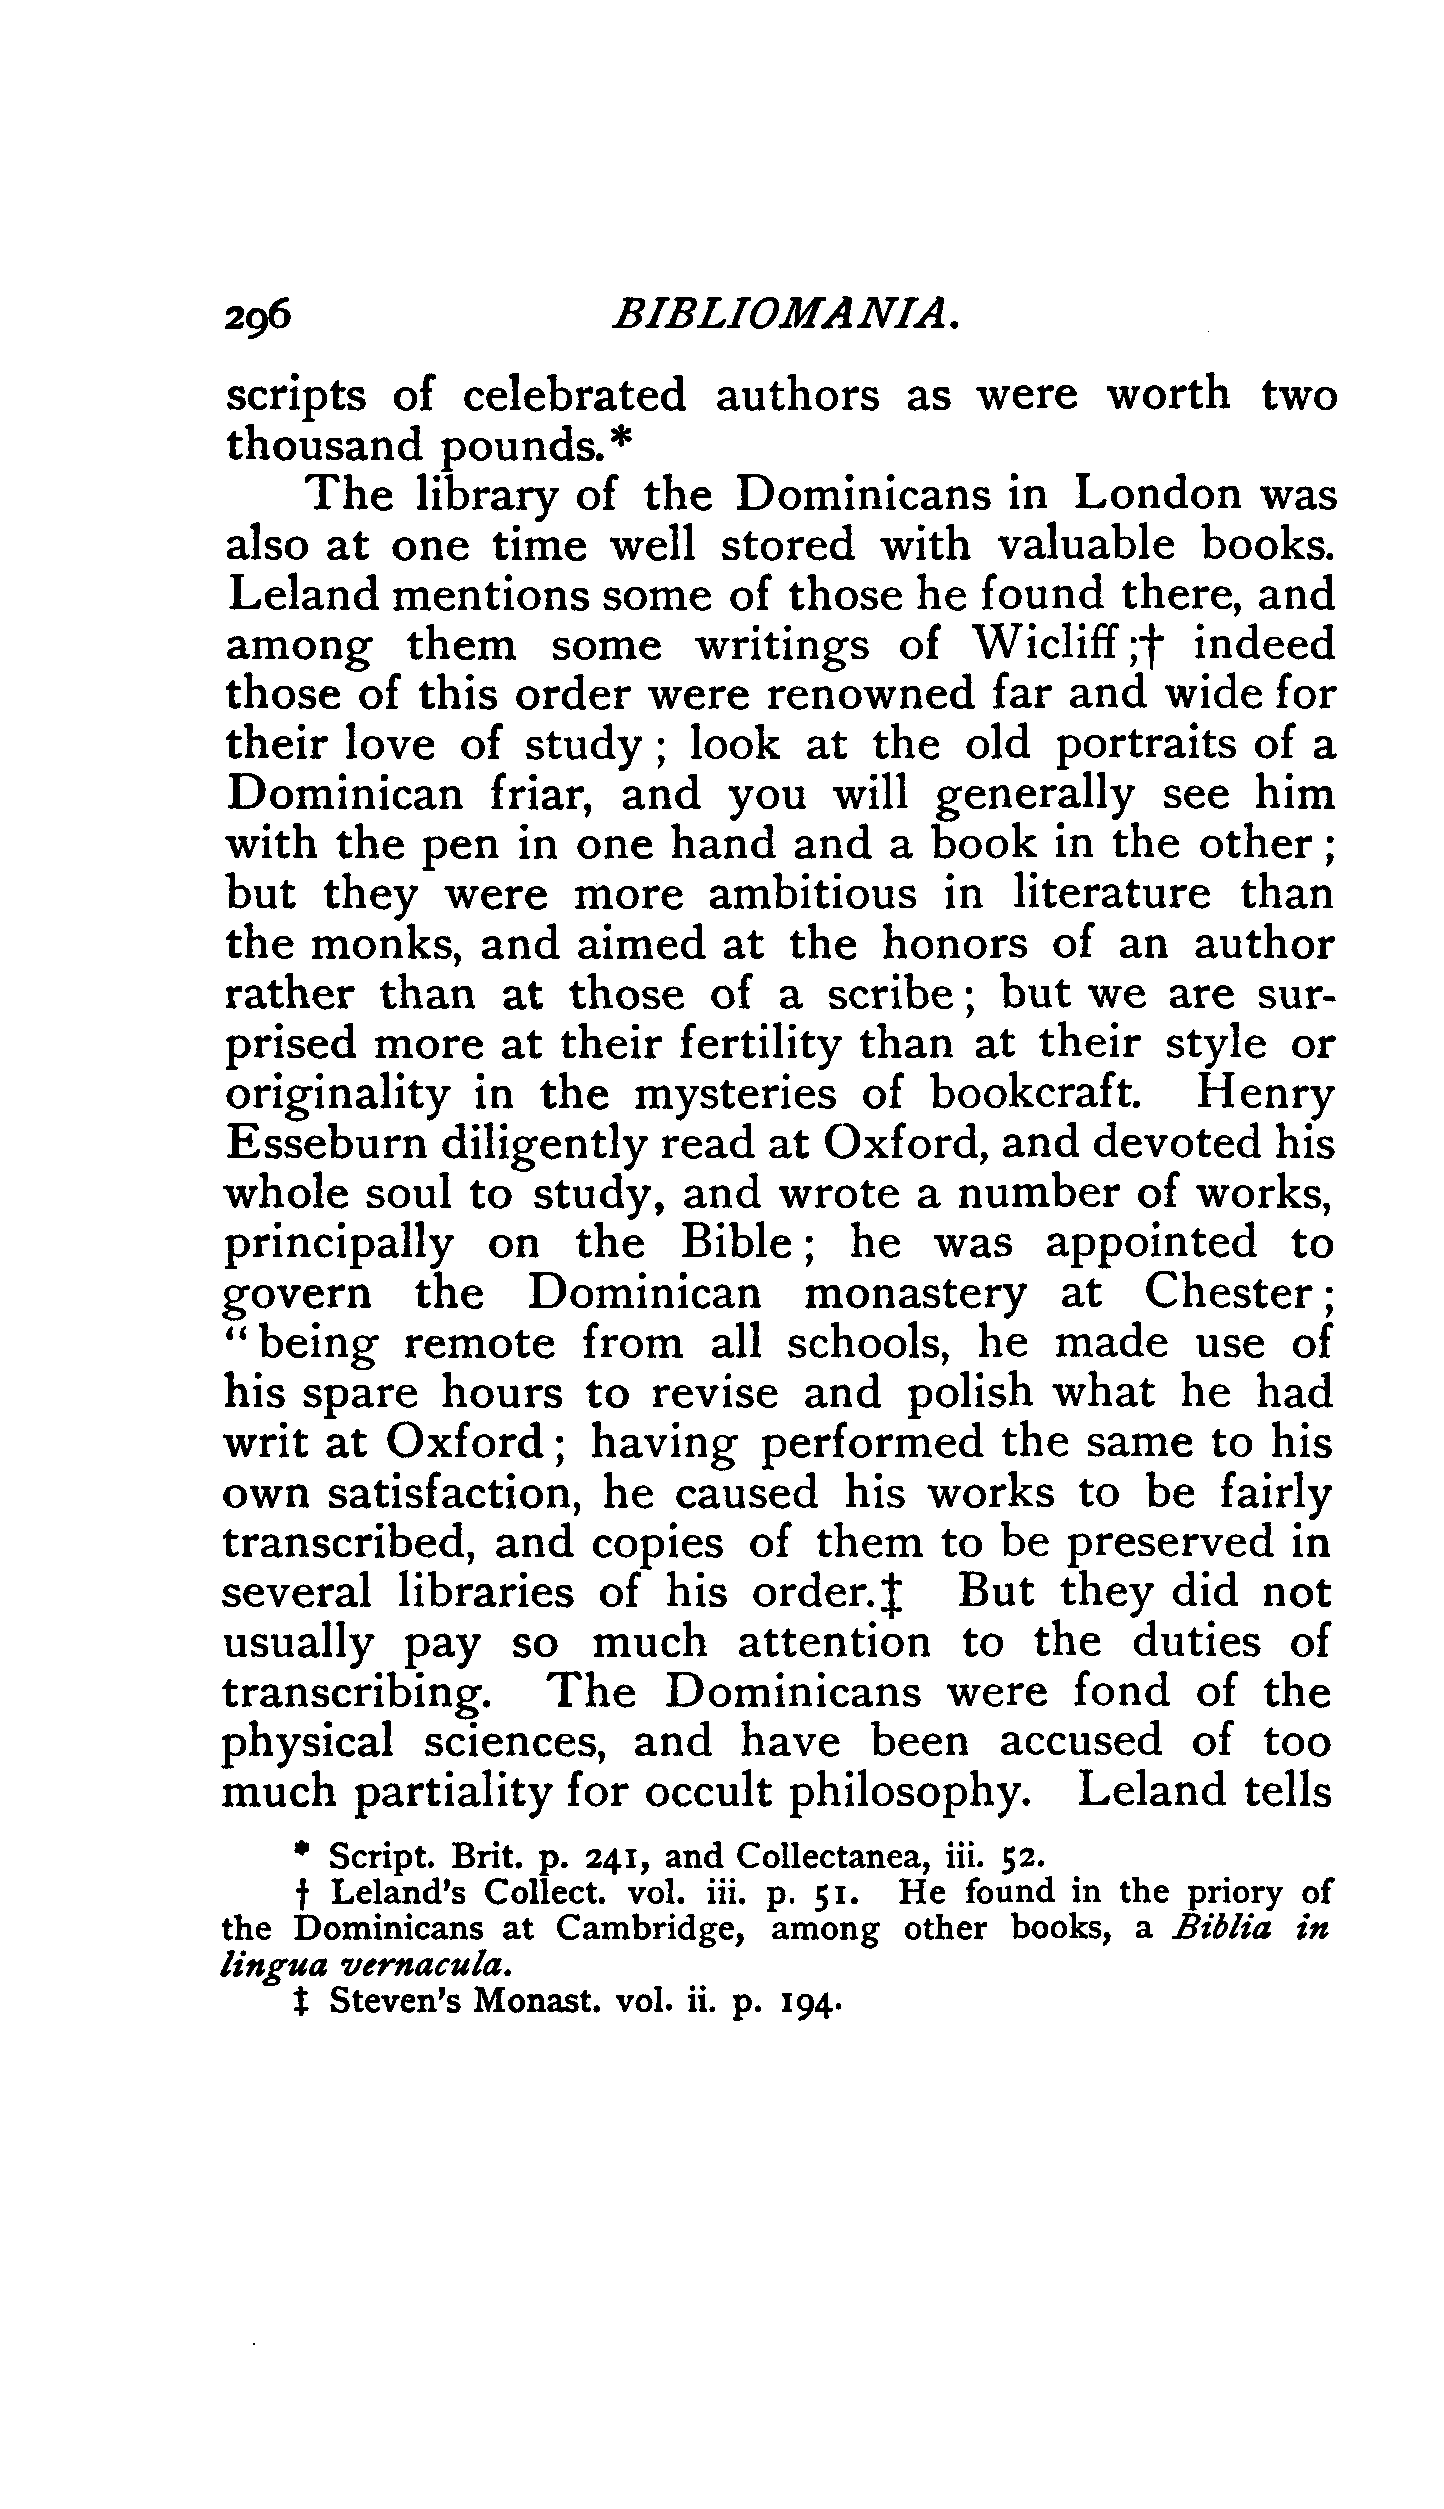 296 BIBLIOMANIA.
scripts of celebrated authors as were worth two
thousand pounds.*
The library of the Dominicans in London was
also at one time well stored with valuable books.
Leland mentions some of those he found there, and
among them some writings of Wicliff ;† indeed
those of this order were renowned far and wide for
their love of study ; look at the old portraits of a
Dominican friar, and you will generally see him
with the pen in one hand and a book in the other ;
but they were more ambitious in literature than
the monks, and aimed at the honors of an author
rather than at those of a scribe ; but we are sur-
prised more at their fertility than at their style or
originality in the mysteries of bookcraft. Henry
Esseburn diligently read at Oxford, and devoted his
whole soul to study, and wrote a number of works,
principally on the Bible ; he was appointed to
govern the Dominican monastery at Chester ;
“ being remote from all schools, he made use of
his spare hours to revise and polish what he had
writ at Oxford ; having performed the same to his
own satisfaction, he caused his works to be fairly
transcribed, and copies of them to be preserved in
several libraries of his order.‡ But they did not
usually pay so much attention to the duties of
transcribing. The Dominicans were fond of the
physical sciences, and have been accused of too
much partiality for occult philosophy. Leland tells
* Script. Brit. p. 241, and Collectanea, iii. 52.
† Leland's Collect. vol. iii. p. 51. He found in the priory of
the Dominicans at Cambridge, among other books, a Biblia in
lingua vernacula.
‡ Steven's Monast. vol. ii. p. 194.